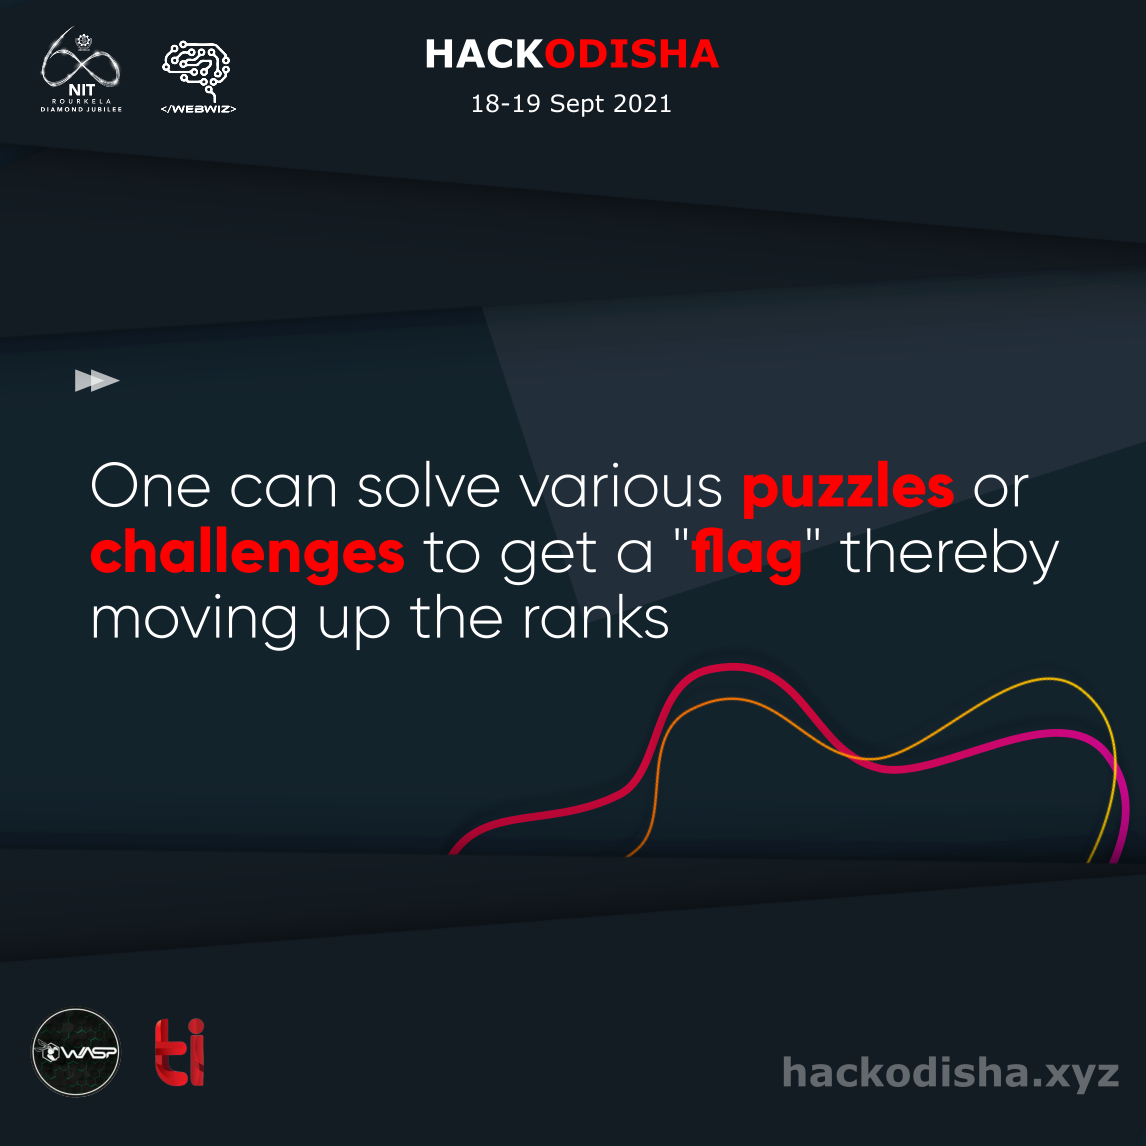 NIT
ROURKELA
DIAMOND JUBILEE
</WEBWIZ>
HACKODISHA
18-19 Sept 2021
One can solve various puzzles or
challenges to get a "flag" thereby
moving up the ranks
WASP
ti
hackodisha.xyz